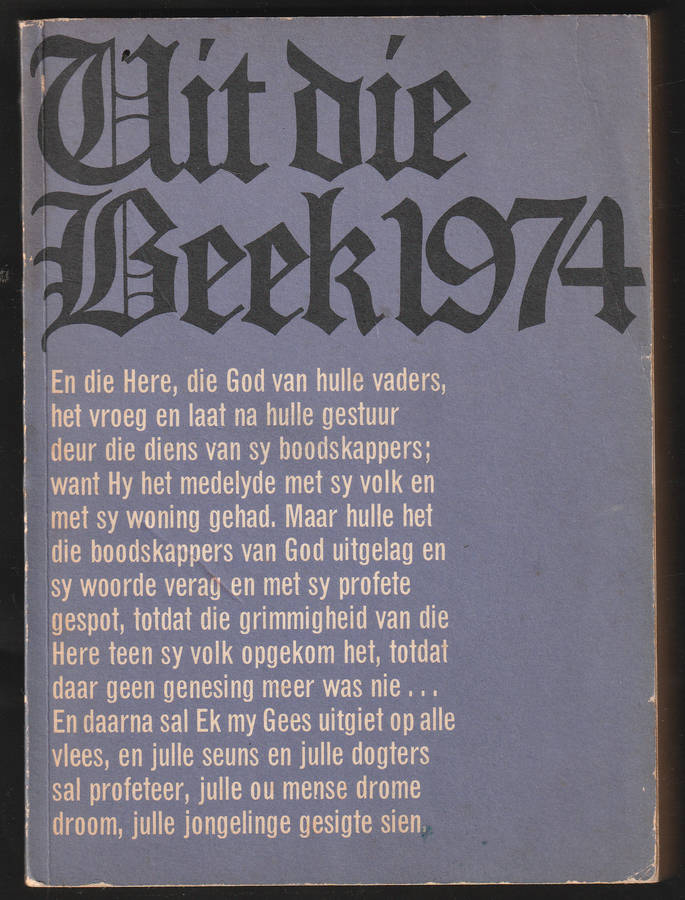 Uit die
Beek 1974
En die Here, die God van hulle vaders,
het vroeg en laat na hulle gestuur
deur die diens van sy boodskappers;
want Hy het medelyde met sy volk en
met sy woning gehad. Maar hulle het
die boodskappers van God uitgelag en
sy woorde verag en met sy profete
gespot, totdat die grimmigheid van die
Here teen sy volk opgekom het, totdat
daar geen genesing meer was nie ...
En daarna sal Ek my Gees uitgiet op alle
vlees, en julle seuns en julle dogters
sal profeteer, julle ou mense drome
droom, julle jongelinge gesigte sien.